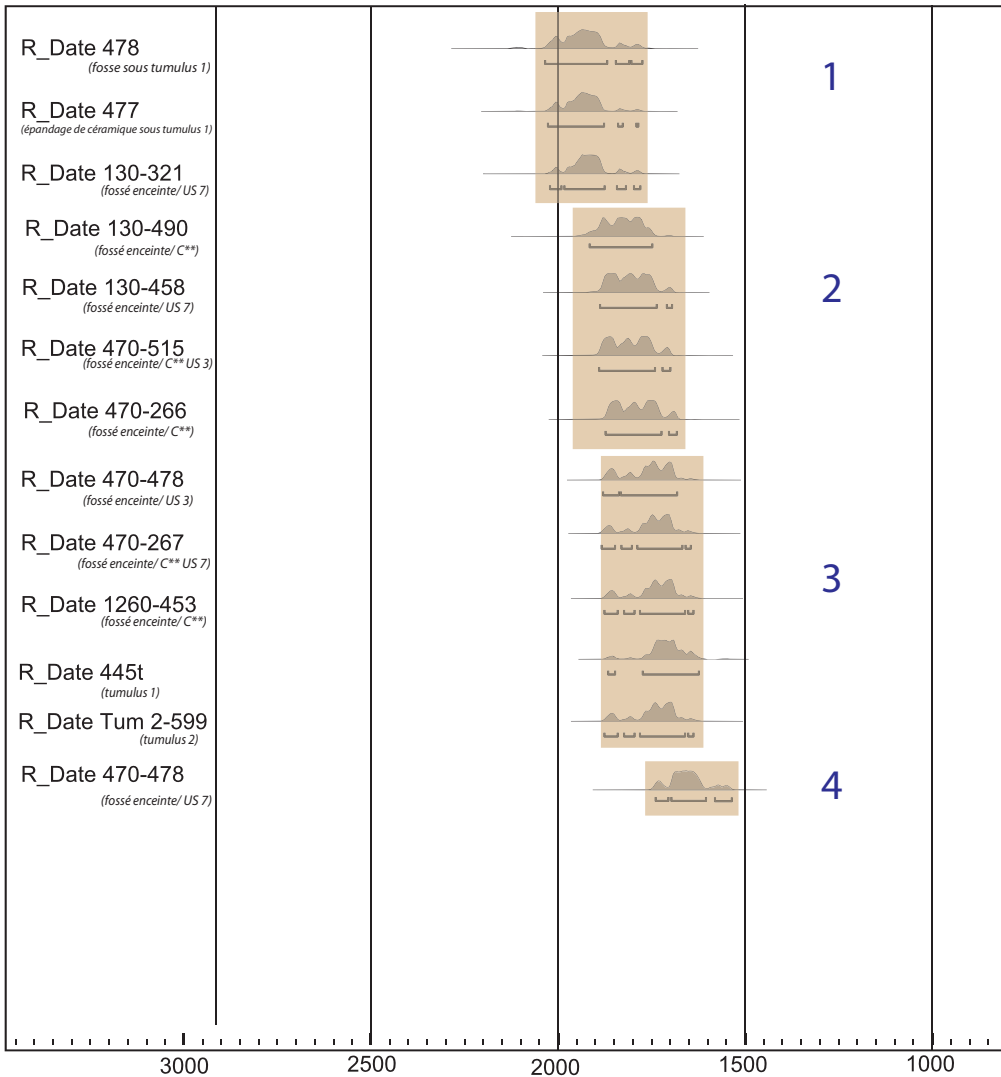 R_Date 478
(fosse sous tumulus 1)
1
R_Date 477
(épandage de céramique sous tumulus 1)
R_Date 130-321
(fossé enceinte/ US 7)
R_Date 130-490
(fossé enceinte/ C**)
2
R_Date 130-458
(fossé enceinte/ US 7)
R_Date 470-515
(fossé enceinte/ C** US 3)
R_Date 470-266
(fossé enceinte/ C**)
R_Date 470-478
(fossé enceinte/ US 3)
R_Date 470-267
(fossé enceinte/ C** US 7)
3
R_Date 1260-453
(fossé enceinte/ C**)
R_Date 445t
(tumulus 1)
R_Date Tum 2-599
(tumulus 2)
R_Date 470-478
(fossé enceinte/ US 7)
4
3000 2500 2000 1500 1000